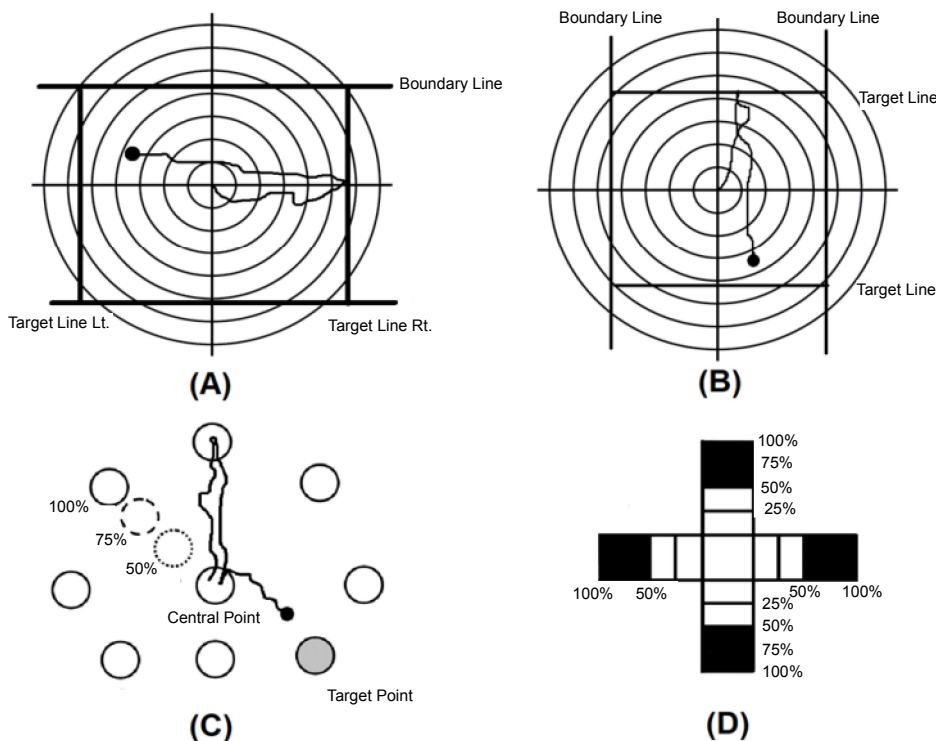 Boundary Line
Target Line Lt.
Target Line Rt.
(A)
Boundary Line
Boundary Line
Target Line
Target Line
(B)
100%
75%
50%
Central Point
Target Point
(C)
100%
75%
50%
25%
100%
50%
50%
100%
25%
50%
75%
100%
(D)